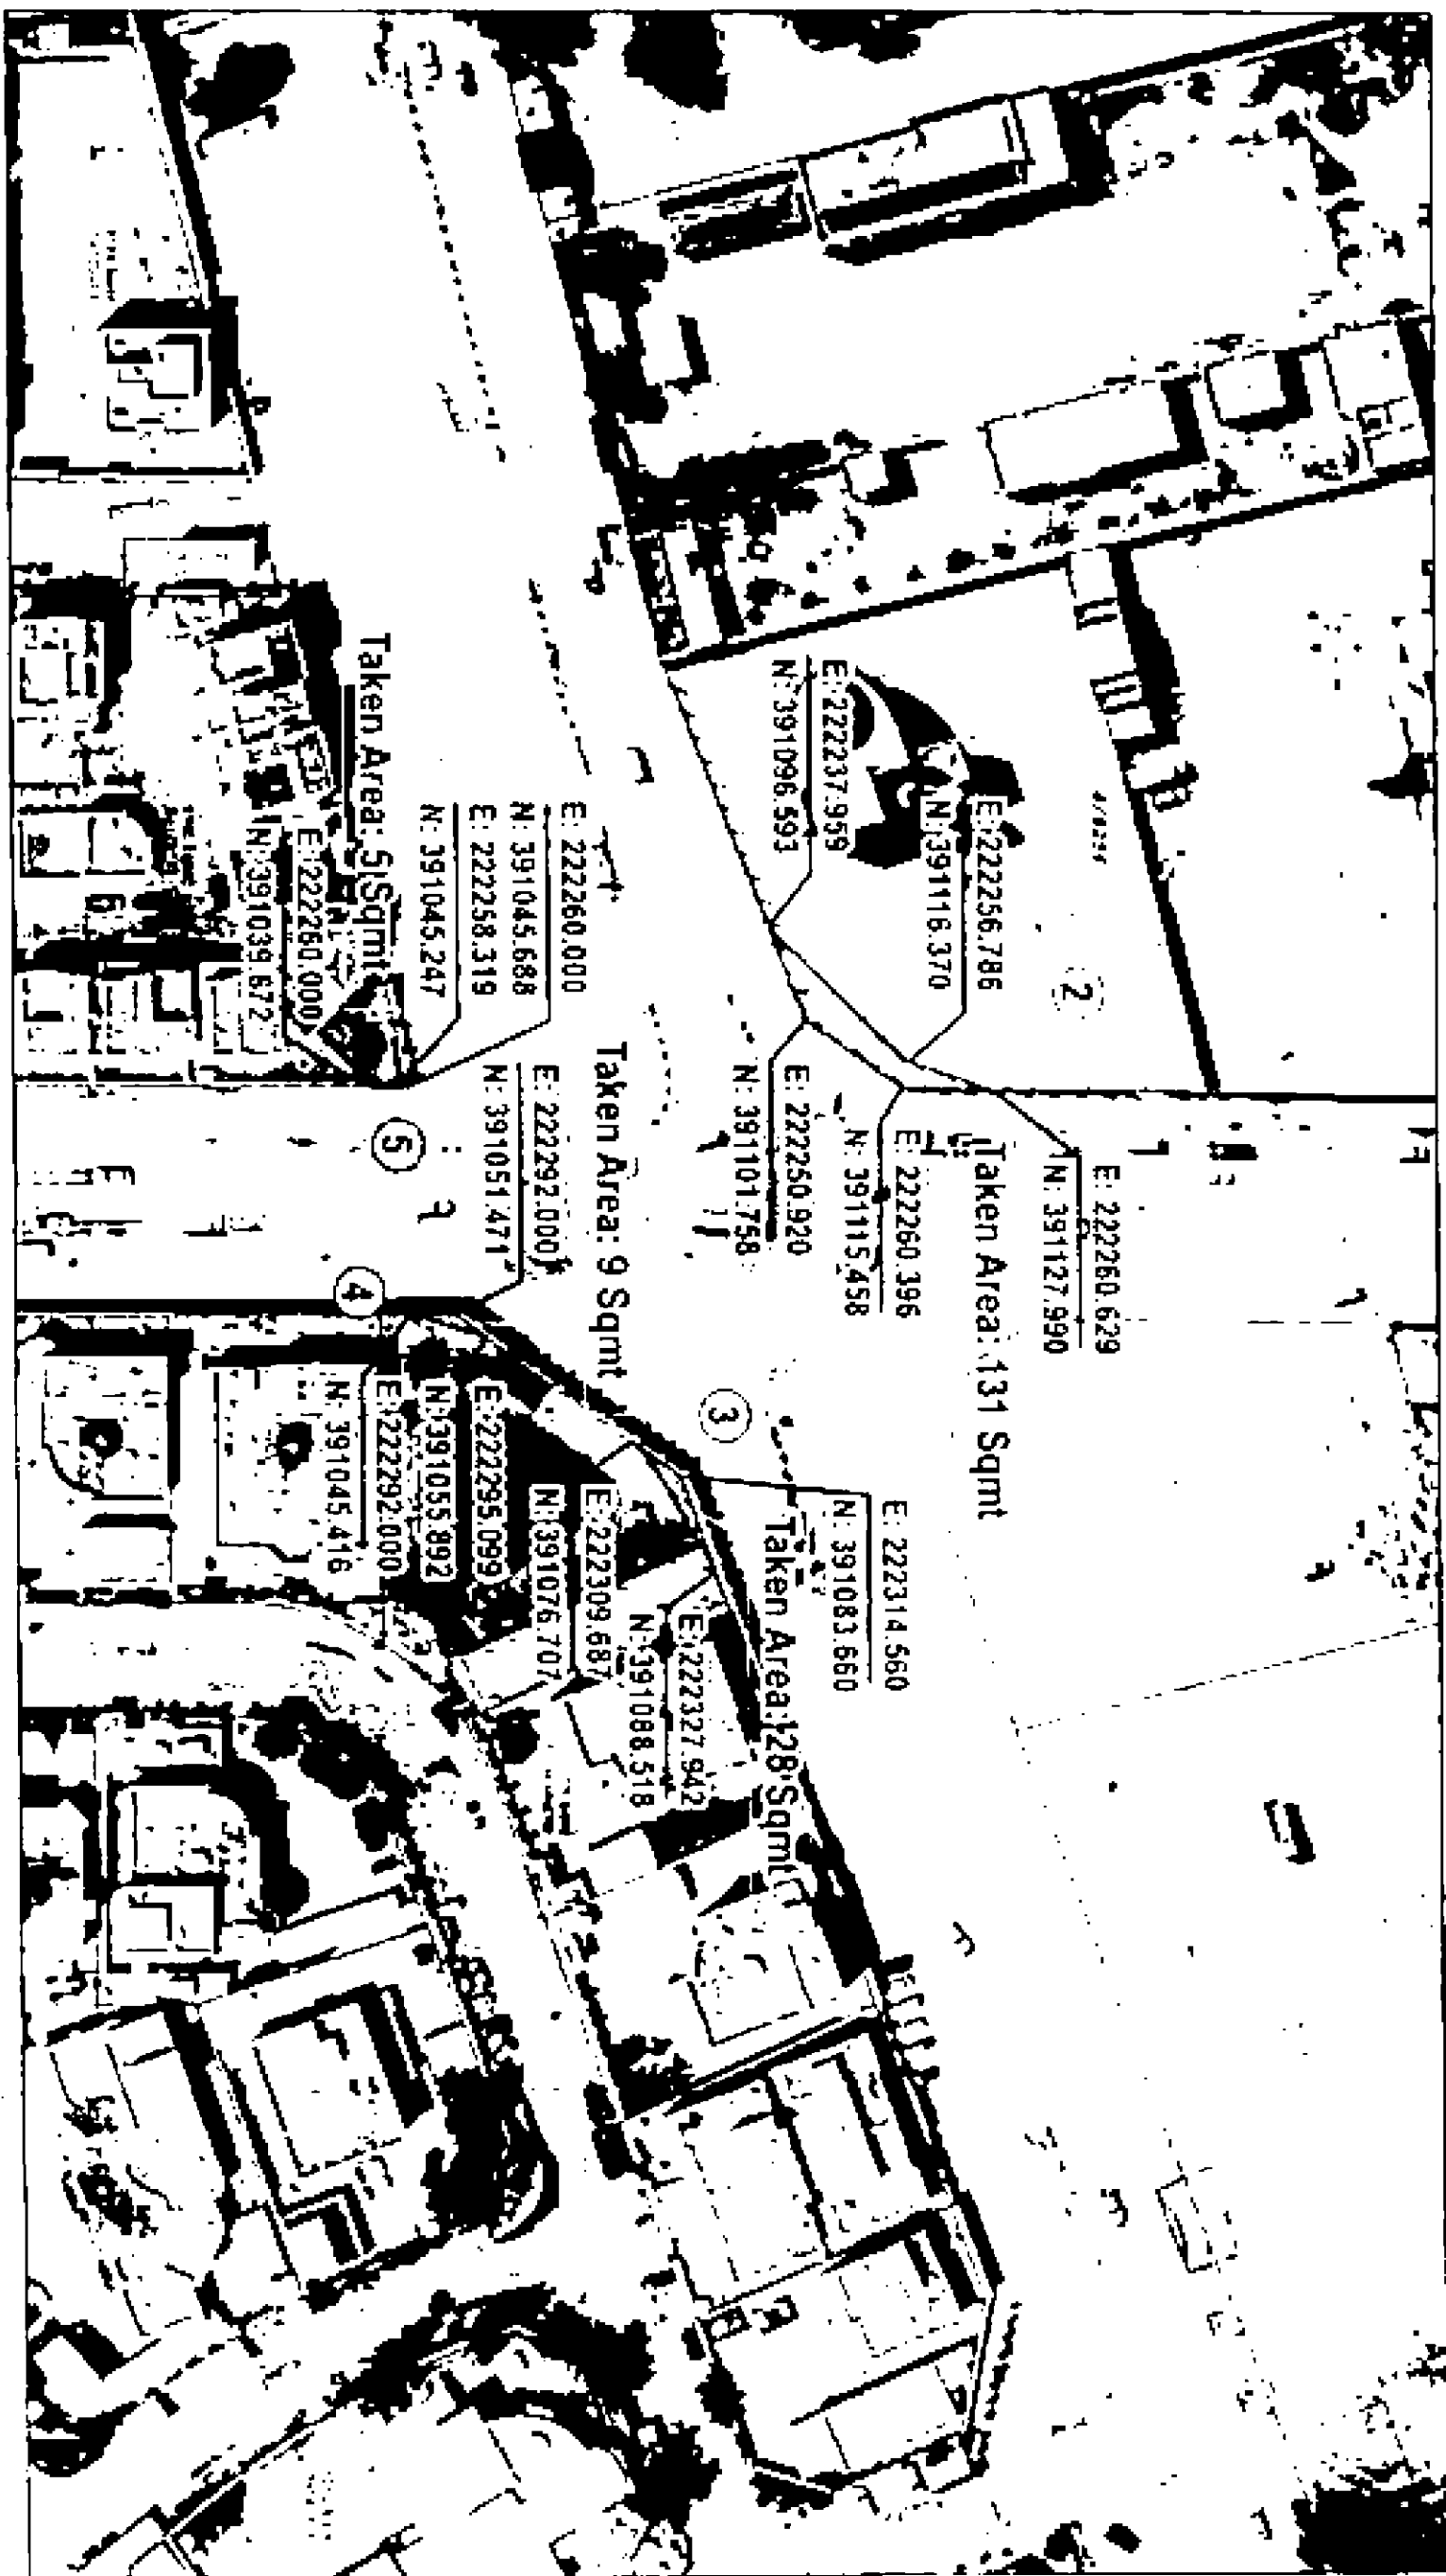 E: 222260.629
N: 391127.990
Taken Area: 131 Sqmt
2
E: 222256.786
N: 391116.370
E: 222260.396
N: 391115.458
E: 222237.959
N: 391096.593
E: 222250.920
N: 391101.758
E: 222314.560
N: 391083.660
Taken Area: 128 Sqmt
3
E: 222327.942
N: 391088.518
E: 222309.687
N: 391076.707
Taken Area: 9 Sqmt
E: 222260.000
N: 391045.688
E: 222258.319
N: 391045.247
E: 222292.000
N: 391051.471
E: 222295.099
N: 391055.892
E: 222292.000
N: 391045.416
5
4
Taken Area: 5 Sqmt
E: 222260.000
N: 391039.672